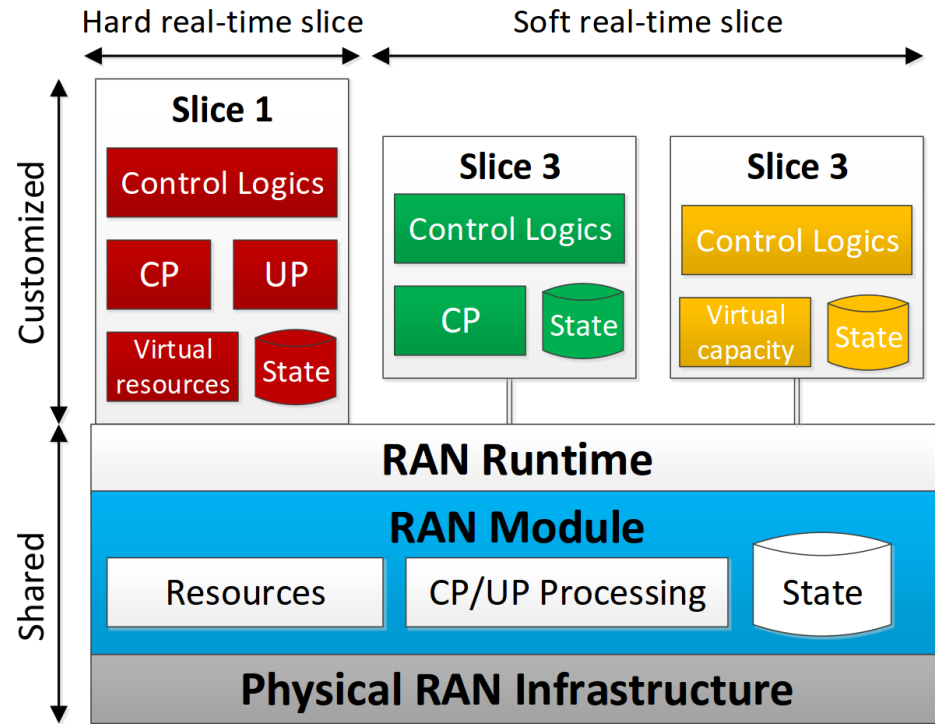 Hard real-time slice
Soft real-time slice
Customized
Slice 1
Control Logics
CP
UP
Virtual
resources
State
Slice 3
Control Logics
CP
State
Slice 3
Control Logics
Virtual
capacity
State
Shared
RAN Runtime
RAN Module
Resources
CP/UP Processing
State
Physical RAN Infrastructure